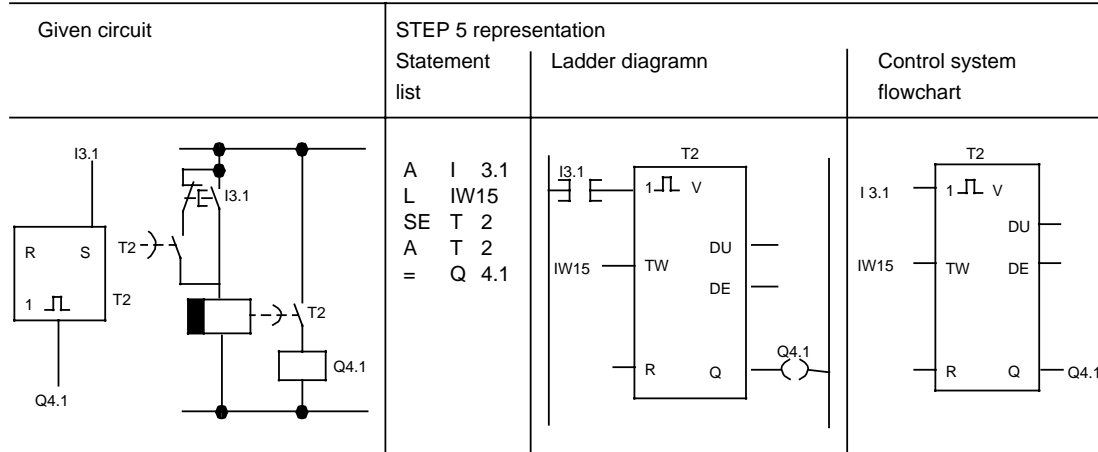 Given circuit
STEP 5 representation
Statement
list
Ladder diagramn
Control system
flowchart
I3.1
R S
1
T2
Q4.1
I3.1
T2
T2
Q4.1
A I 3.1
L IW15
SE T 2
A T 2
= Q 4.1
T2
I3.1
1 V
DU
IW15 TW
DE
Q4.1
R Q
T2
I 3.1 1 V
DU
IW15 TW DE
R Q Q4.1